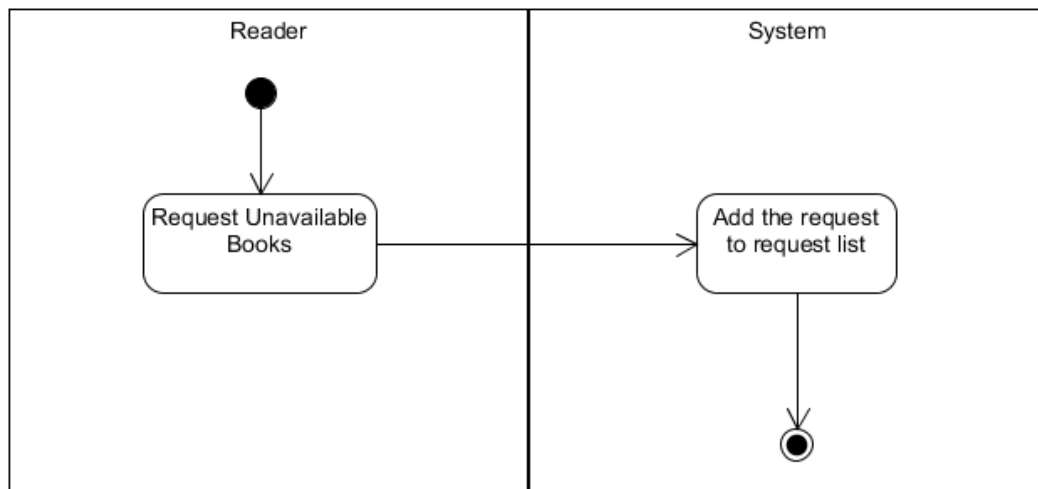 Reader
System
Request Unavailable
Books
Add the request
to request list